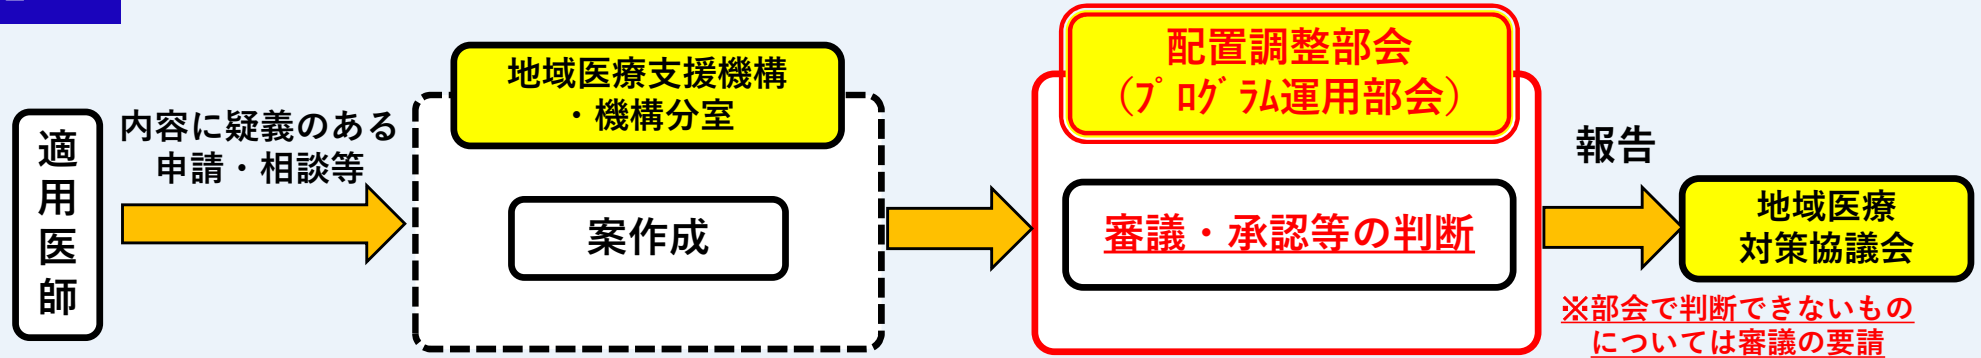 適用医師
内容に疑義のある
申請・相談等
地域医療支援機構
・機構分室
案作成
配置調整部会
（ﾌﾟﾛｸﾞﾗﾑ運用部会）
審議・承認等の判断
報告
地域医療
対策協議会
※部会で判断できないもの
については審議の要請